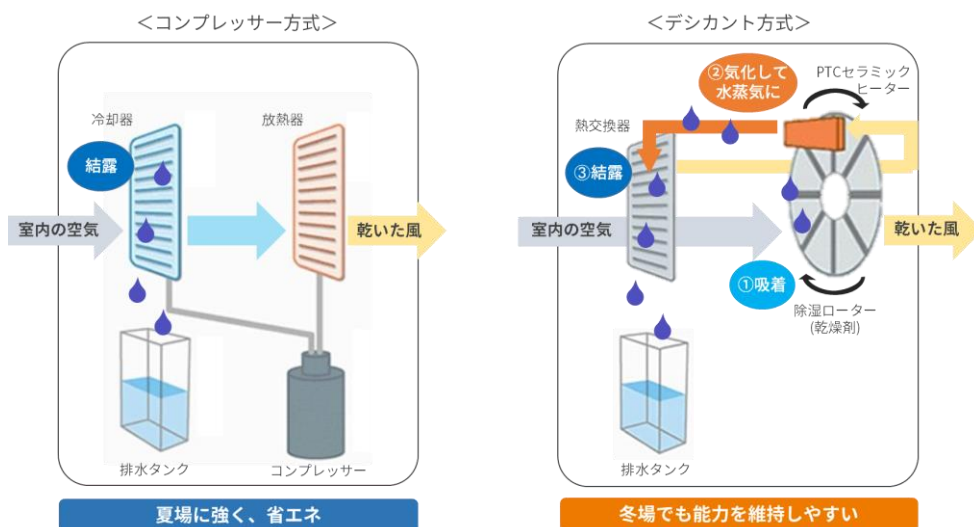 ＜コンプレッサー方式＞
冷却器
放熱器
結露
室内の空気
乾いた風
排水タンク
コンプレッサー
夏場に強く、省エネ
＜デシカント方式＞
②気化して
水蒸気に
PTCセラミック
ヒーター
熱交換器
③結露
室内の空気
乾いた風
①吸着
除湿ローター
(乾燥剤)
排水タンク
冬場でも能力を維持しやすい